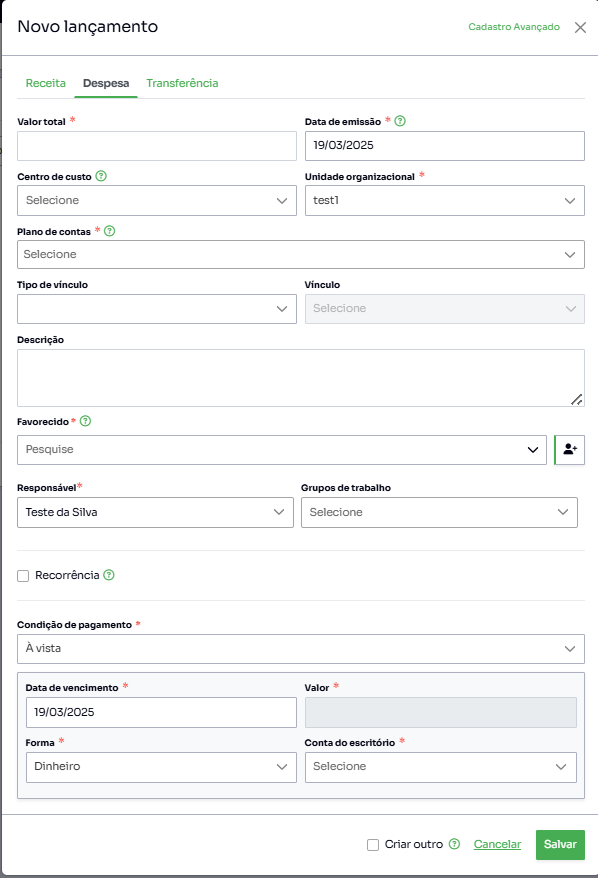 Novo lançamento Cadastro Avançado
Receita Despesa Transferência
Valor total * Data de emissão *
19/03/2025
Centro de custo Unidade organizacional *
Selecione test1
Plano de contas *
Selecione
Tipo de vínculo Vínculo
Selecione
Descrição
Favorecido *
Pesquise
Responsável* Grupos de trabalho
Teste da Silva Selecione
Recorrência
Condição de pagamento *
À vista
Data de vencimento * Valor *
19/03/2025
Forma * Conta do escritório *
Dinheiro Selecione
Criar outro Cancelar Salvar